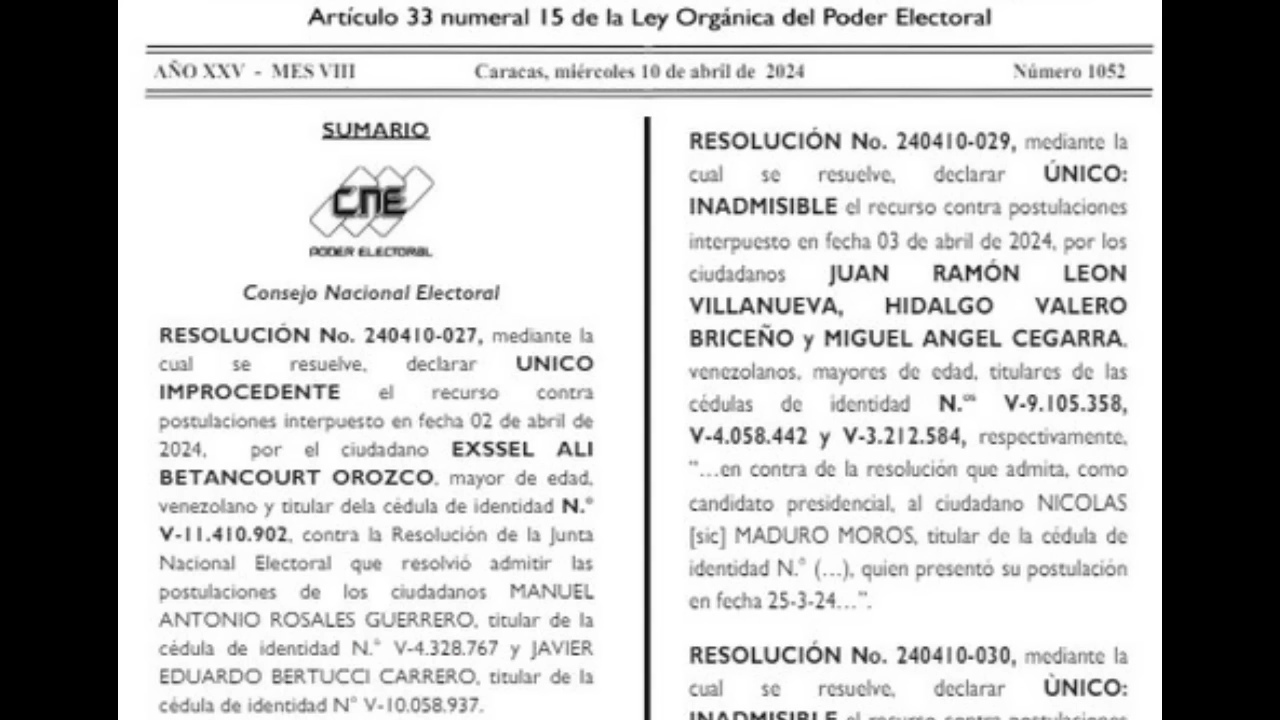 Artículo 33 numeral 15 de la Ley Orgánica del Poder Electoral
AÑO XXV - MES VIII Caracas, miércoles 10 de abril de 2024 Número 1052
SUMARIO
CNE
PODER ELECTORAL
Consejo Nacional Electoral
RESOLUCIÓN No. 240410-027, mediante la
cual se resuelve, declarar UNICO
IMPROCEDENTE el recurso contra
postulaciones interpuesto en fecha 02 de abril de
2024, por el ciudadano EXSSEL ALI
BETANCOURT OROZCO, mayor de edad,
venezolano y titular dela cédula de identidad N.°
V-11.410.902, contra la Resolución de la Junta
Nacional Electoral que resolvió admitir las
postulaciones de los ciudadanos MANUEL
ANTONIO ROSALES GUERRERO, titular de la
cédula de identidad N.° V-4.328.767 y JAVIER
EDUARDO BERTUCCI CARRERO, titular de la
cédula de identidad N° V-10.058.937.
RESOLUCIÓN No. 240410-029, mediante la
cual se resuelve, declarar ÚNICO:
INADMISIBLE el recurso contra postulaciones
interpuesto en fecha 03 de abril de 2024, por los
ciudadanos JUAN RAMÓN LEON
VILLANUEVA, HIDALGO VALERO
BRICEÑO y MIGUEL ANGEL CEGARRA,
venezolanos, mayores de edad, titulares de las
cédulas de identidad N.os V-9.105.358,
V-4.058.442 y V-3.212.584, respectivamente,
"…en contra de la resolución que admita, como
candidato presidencial, al ciudadano NICOLAS
[sic] MADURO MOROS, titular de la cédula de
identidad N.° (…), quien presentó su postulación
en fecha 25-3-24…".
RESOLUCIÓN No. 240410-030, mediante la
cual se resuelve, declarar ÙNICO:
INADMISIBLE el recurso contra postulaciones